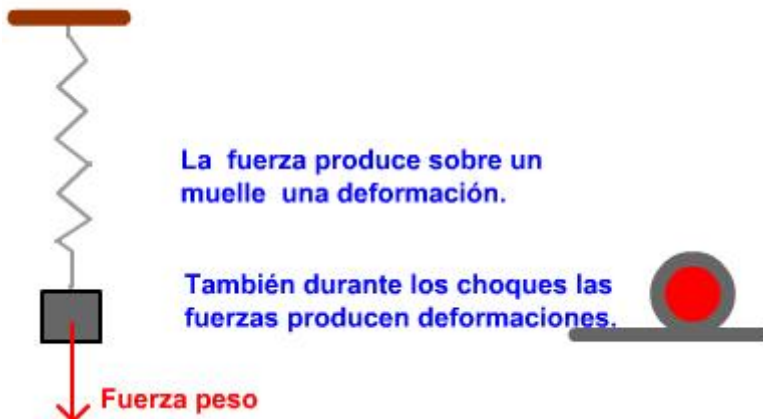 La fuerza produce sobre un
muelle una deformación.
También durante los choques las
fuerzas producen deformaciones.
Fuerza peso